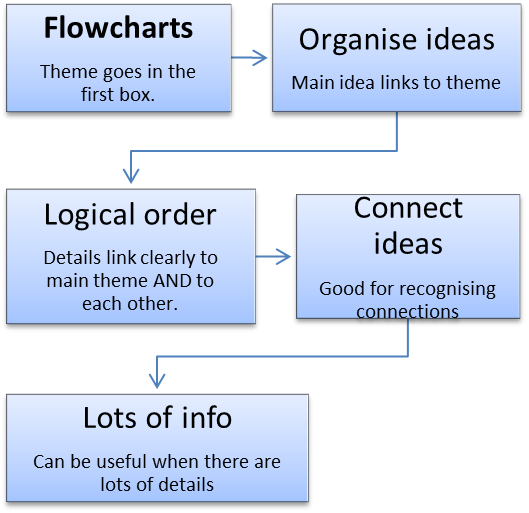 Flowcharts
Theme goes in the
first box.
Organise ideas
Main idea links to theme
Logical order
Details link clearly to
main theme AND to
each other.
Connect
ideas
Good for recognising
connections
Lots of info
Can be useful when there are
lots of details